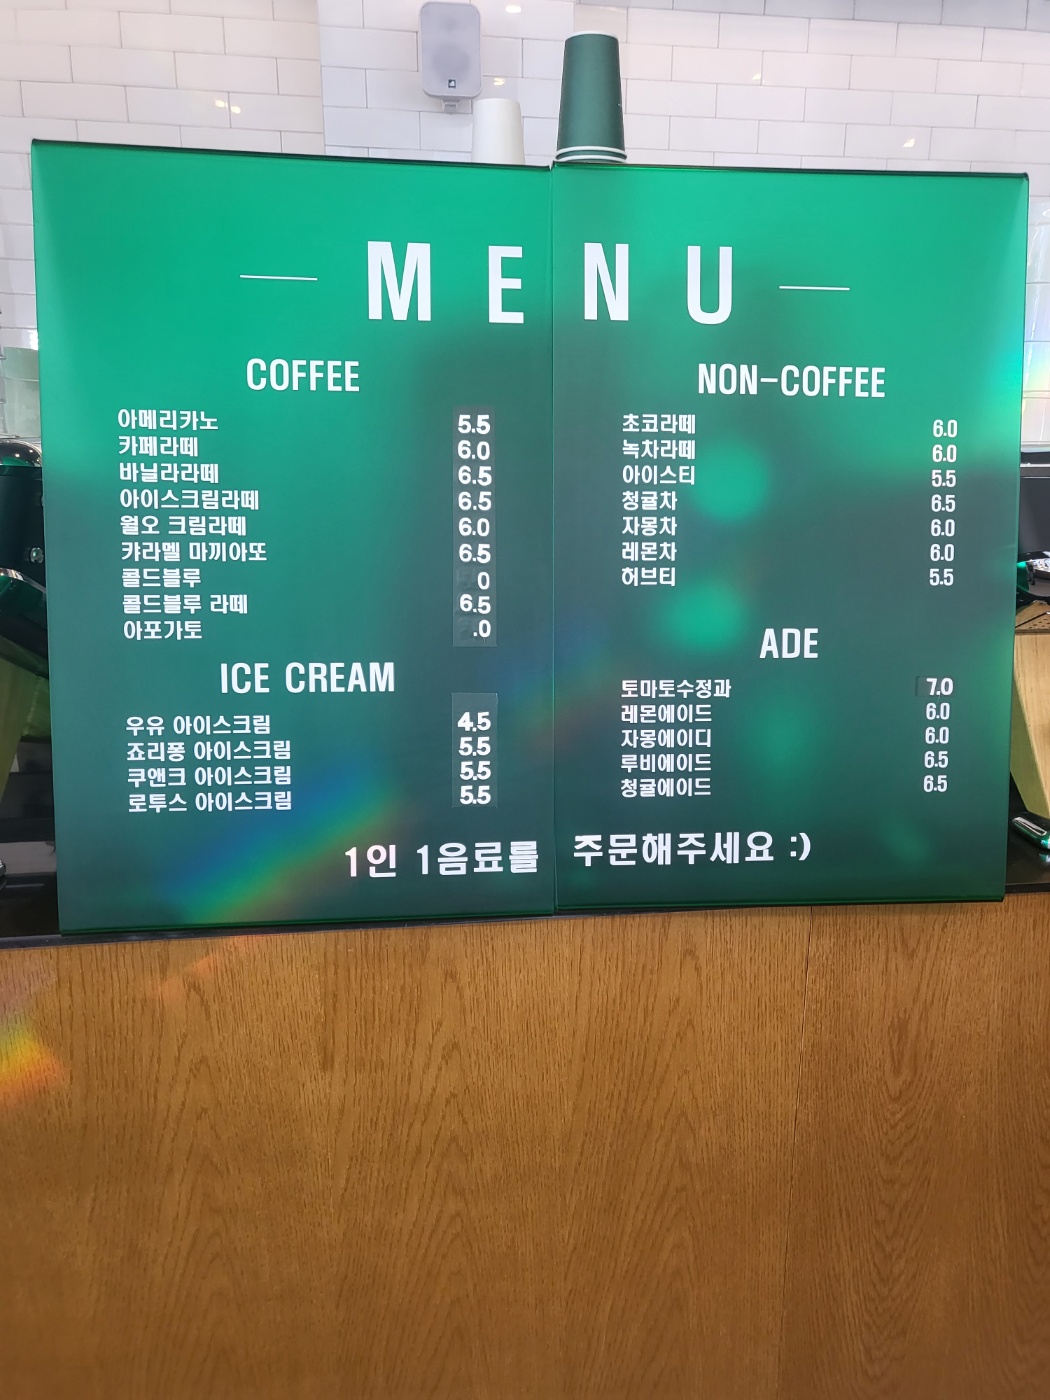 MENU
COFFEE
아메리카노 5.5
카페라떼 6.0
바닐라라떼 6.5
아이스크림라떼 6.5
월오 크림라떼 6.0
캬라멜 마끼아또 6.5
콜드블루 0
콜드블루 라떼 6.5
아포가토 .0
ICE CREAM
우유 아이스크림 4.5
죠리퐁 아이스크림 5.5
쿠앤크 아이스크림 5.5
로투스 아이스크림 5.5
NON-COFFEE
초코라떼 6.0
녹차라떼 6.0
아이스티 5.5
청귤차 6.5
자몽차 6.0
레몬차 6.0
허브티 5.5
ADE
토마토수정과 7.0
레몬에이드 6.0
자몽에이디 6.0
루비에이드 6.5
청귤에이드 6.5
1인 1음료를 주문해주세요 :)